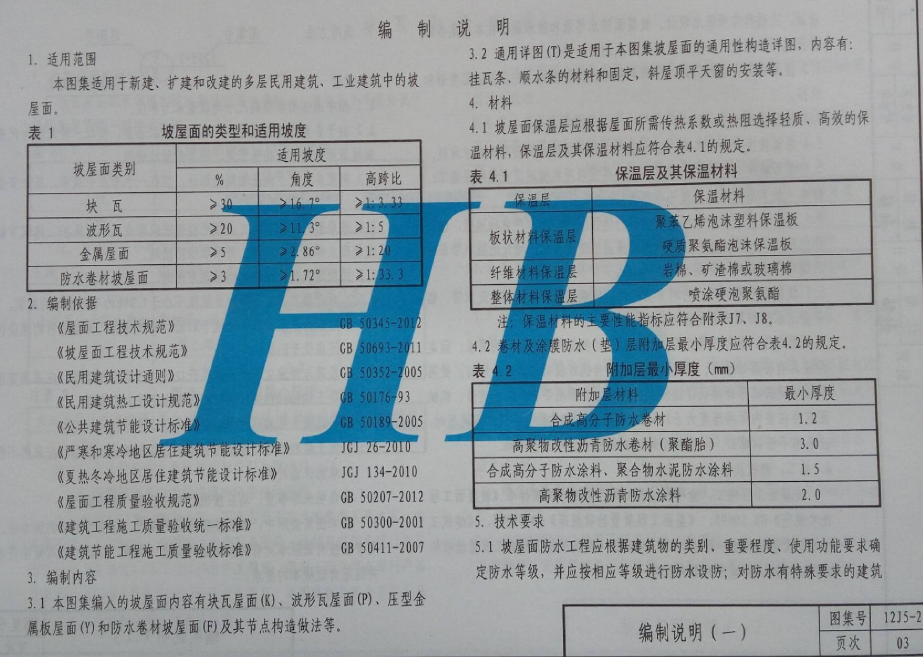 编 制 说 明
1. 适用范围
本图集适用于新建、扩建和改建的多层民用建筑、工业建筑中的坡
屋面。
表 1 坡屋面的类型和适用坡度
坡屋面类别 适用坡度
% 角度 高跨比
块 瓦 ≥30 ≥16.7° ≥1:3.33
波形瓦 ≥20 ≥11.3° ≥1:5
金属屋面 ≥5 ≥2.86° ≥1:20
防水卷材坡屋面 ≥3 ≥1.72° ≥1:33.3
2. 编制依据
《屋面工程技术规范》 GB 50345-2012
《坡屋面工程技术规范》 GB 50693-2011
《民用建筑设计通则》 GB 50352-2005
《民用建筑热工设计规范》 GB 50176-93
《公共建筑节能设计标准》 GB 50189-2005
《严寒和寒冷地区居住建筑节能设计标准》 JGJ 26-2010
《夏热冬冷地区居住建筑节能设计标准》 JGJ 134-2010
《屋面工程质量验收规范》 GB 50207-2012
《建筑工程施工质量验收统一标准》 GB 50300-2001
《建筑节能工程施工质量验收标准》 GB 50411-2007
3. 编制内容
3.1 本图集编入的坡屋面内容有块瓦屋面(K)、波形瓦屋面(P)、压型金
属板屋面(Y)和防水卷材坡屋面(F)及其节点构造做法等。
3.2 通用详图(T)是适用于本图集坡屋面的通用性构造详图，内容有：
挂瓦条、顺水条的材料和固定，斜屋顶平天窗的安装等。
4. 材料
4.1 坡屋面保温层应根据屋面所需传热系数或热阻选择轻质、高效的保
温材料，保温层及其保温材料应符合表4.1的规定。
表 4.1 保温层及其保温材料
保温层 保温材料
板状材料保温层 聚苯乙烯泡沫塑料保温板
硬质聚氨酯泡沫保温板
纤维材料保温层 岩棉、矿渣棉或玻璃棉
整体材料保温层 喷涂硬泡聚氨酯
注：保温材料的主要性能指标应符合附录J7、J8。
4.2 卷材及涂膜防水（垫）层附加层最小厚度应符合表4.2的规定。
表 4.2 附加层最小厚度（mm）
附加层材料 最小厚度
合成高分子防水卷材 1.2
高聚物改性沥青防水卷材（聚酯胎） 3.0
合成高分子防水涂料、聚合物水泥防水涂料 1.5
高聚物改性沥青防水涂料 2.0
5. 技术要求
5.1 坡屋面防水工程应根据建筑物的类别、重要程度、使用功能要求确
定防水等级，并应按相应等级进行防水设防；对防水有特殊要求的建筑
HB
编制说明（一） 图集号 12J5-2
页次 03